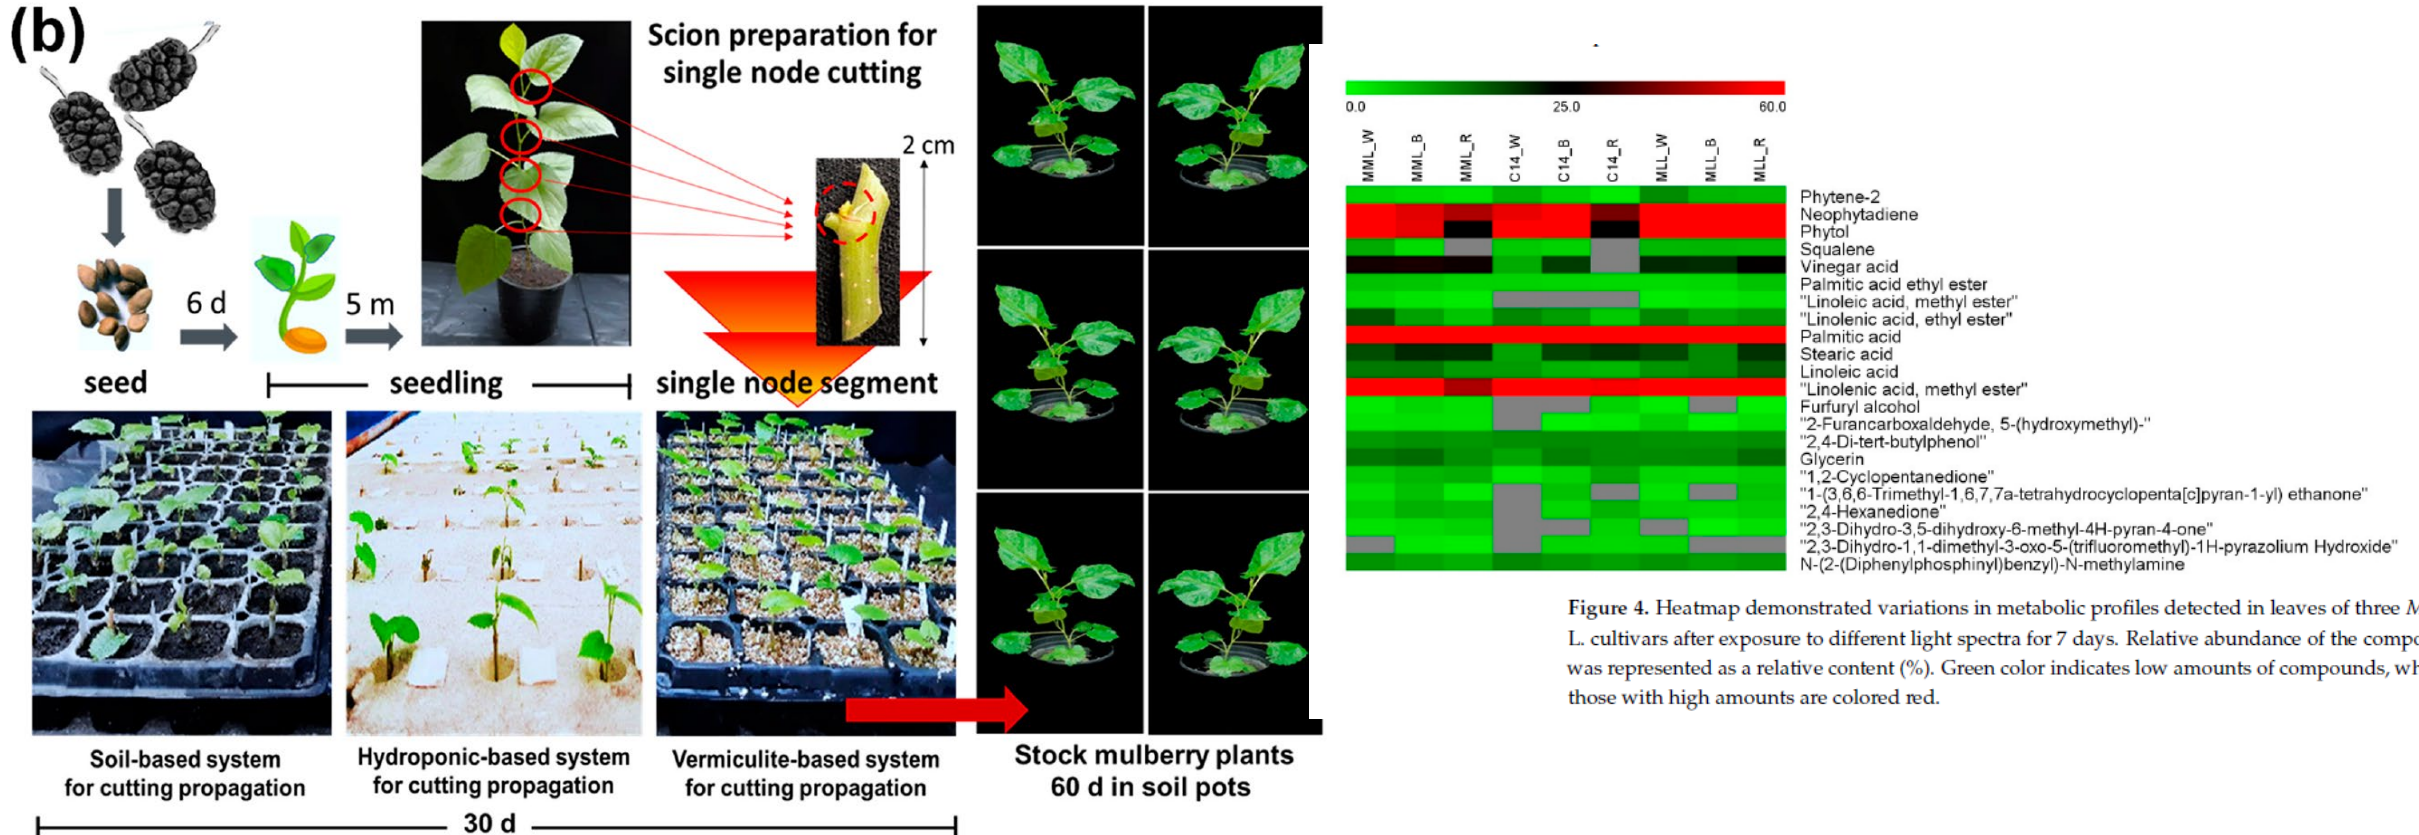 (b)
Scion preparation for
single node cutting
2 cm
6 d
5 m
seed
seedling
single node segment
Soil-based system
for cutting propagation
Hydroponic-based system
for cutting propagation
Vermiculite-based system
for cutting propagation
30 d
Stock mulberry plants
60 d in soil pots
0.0 25.0 60.0
MML_W MML_B MML_R C14_W C14_B C14_R MLL_W MLL_B MLL_R
Phytene-2
Neophytadiene
Phytol
Squalene
Vinegar acid
Palmitic acid ethyl ester
"Linoleic acid, methyl ester"
"Linolenic acid, ethyl ester"
Palmitic acid
Stearic acid
Linoleic acid
"Linolenic acid, methyl ester"
Furfuryl alcohol
"2-Furancarboxaldehyde, 5-(hydroxymethyl)-"
"2,4-Di-tert-butylphenol"
Glycerin
"1,2-Cyclopentanedione"
"1-(3,6,6-Trimethyl-1,6,7,7a-tetrahydrocyclopenta[c]pyran-1-yl) ethanone"
"2,4-Hexanedione"
"2,3-Dihydro-3,5-dihydroxy-6-methyl-4H-pyran-4-one"
"2,3-Dihydro-1,1-dimethyl-3-oxo-5-(trifluoromethyl)-1H-pyrazolium Hydroxide"
N-(2-(Diphenylphosphinyl)benzyl)-N-methylamine
Figure 4. Heatmap demonstrated variations in metabolic profiles detected in leaves of three
L. cultivars after exposure to different light spectra for 7 days. Relative abundance of the
was represented as a relative content (%). Green color indicates low amounts of compounds,
those with high amounts are colored red.